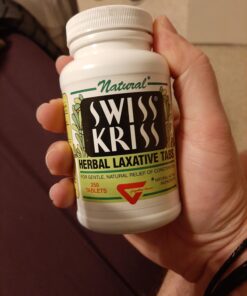 Natural*
SWISS
KRISS
HERBAL LAXATIVE TABS
FOR GENTLE, NATURAL RELIEF OF
250
TABLETS